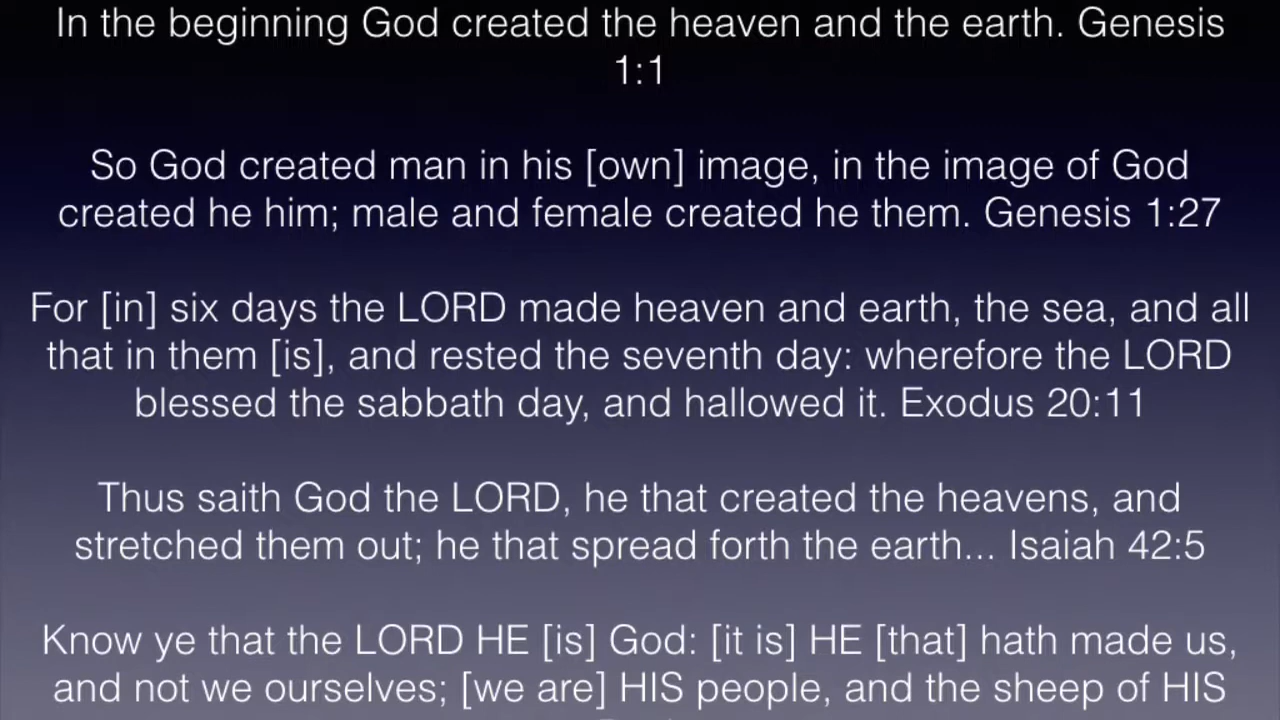 In the beginning God created the heaven and the earth. Genesis
1:1
So God created man in his [own] image, in the image of God
created he him; male and female created he them. Genesis 1:27
For [in] six days the LORD made heaven and earth, the sea, and all
that in them [is], and rested the seventh day: wherefore the LORD
blessed the sabbath day, and hallowed it. Exodus 20:11
Thus saith God the LORD, he that created the heavens, and
stretched them out; he that spread forth the earth... Isaiah 42:5
Know ye that the LORD HE [is] God: [it is] HE [that] hath made us,
and not we ourselves; [we are] HIS people, and the sheep of HIS